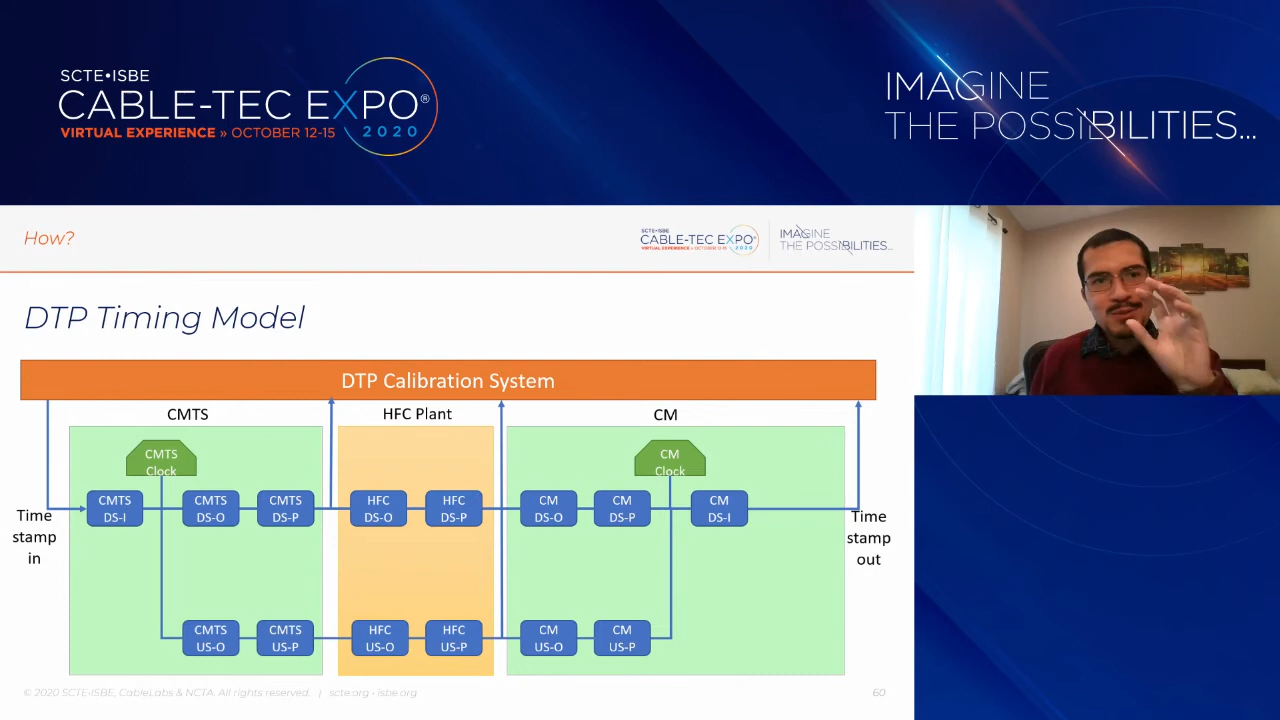 SCTE•ISBE
CABLE-TEC EXPO®
VIRTUAL EXPERIENCE » OCTOBER 12-15
2020
IMAGINE
THE POSSIBILITIES...
How?
SCTE•ISBE
CABLE-TEC EXPO®
VIRTUAL EXPERIENCE » OCTOBER 12-15
2020
IMAGINE
THE POSSIBILITIES...
DTP Timing Model
DTP Calibration System
CMTS
HFC Plant
CM
CMTS
Clock
CM
Clock
CMTS
DS-I
CMTS
DS-O
CMTS
DS-P
HFC
DS-O
HFC
DS-P
CM
DS-O
CM
DS-P
CM
DS-I
Time
stamp
in
Time
stamp
out
CMTS
US-O
CMTS
US-P
HFC
US-O
HFC
US-P
CM
US-O
CM
US-P
© 2020 SCTE•ISBE, CableLabs & NCTA. All rights reserved. | scte.org • isbe.org
60